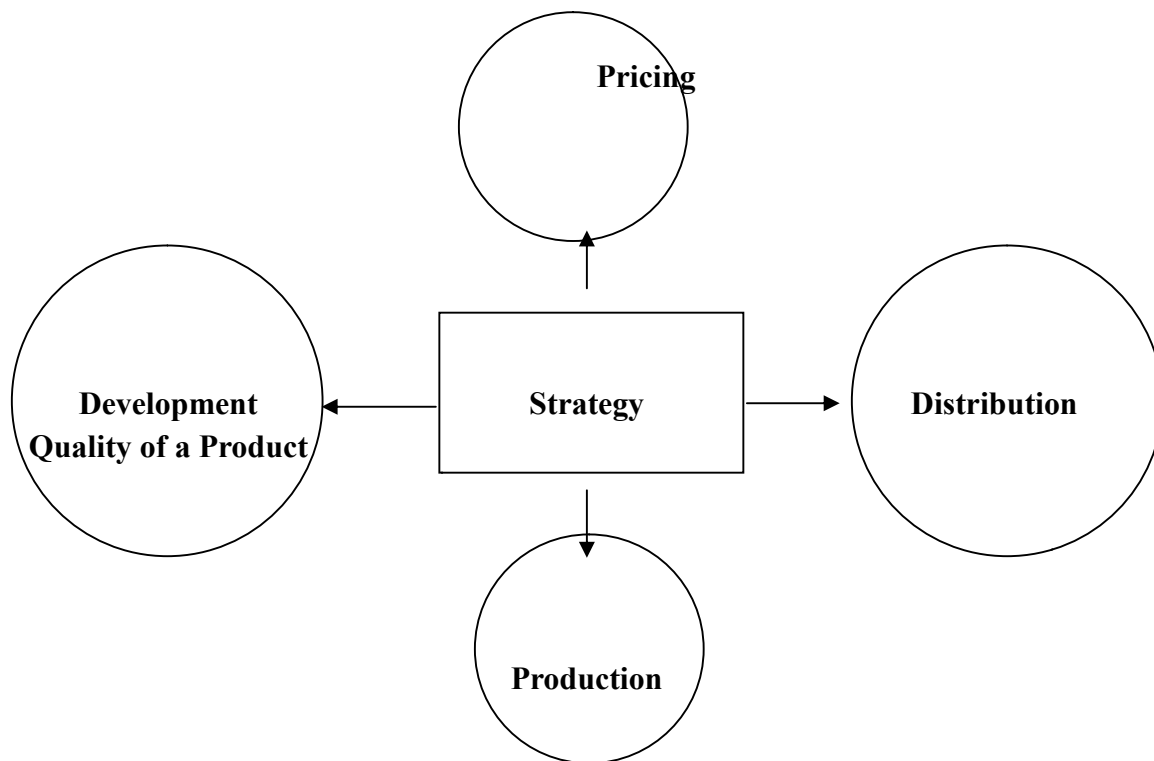 Pricing
Development
Quality of a Product
Strategy
Distribution
Production